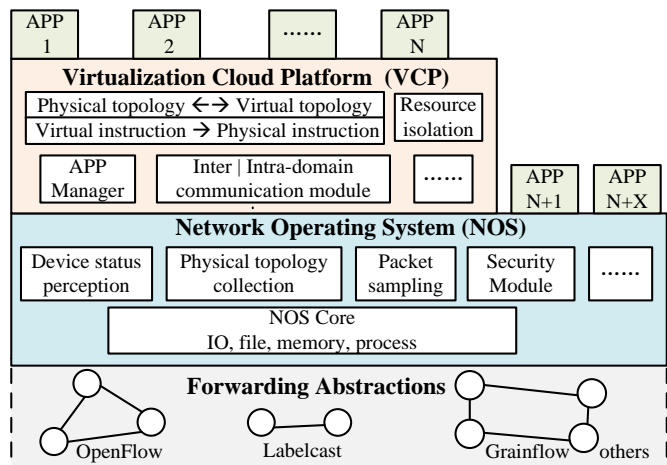 APP 1
APP 2
......
APP N
Virtualization Cloud Platform (VCP)
Physical topology ←→ Virtual topology
Virtual instruction → Physical instruction
Resource
isolation
APP
Manager
Inter | Intra-domain
communication module
......
APP
N+1
APP
N+X
Network Operating System (NOS)
Device status
perception
Physical topology
collection
Packet
sampling
Security
Module
......
NOS Core
IO, file, memory, process
Forwarding Abstractions
OpenFlow
Labelcast
Grainflow
others